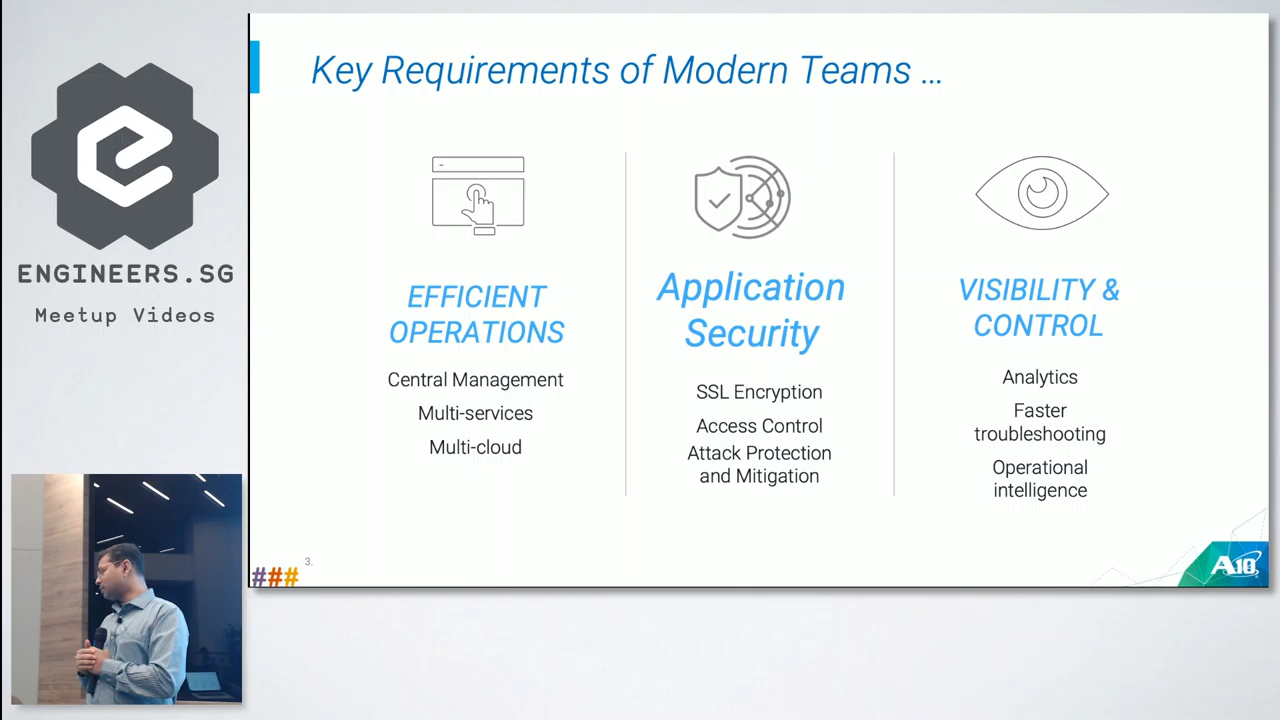 Key Requirements of Modern Teams ...
ENGINEERS.SG
Meetup Videos
EFFICIENT
OPERATIONS
Central Management
Multi-services
Multi-cloud
Application
Security
SSL Encryption
Access Control
Attack Protection
and Mitigation
VISIBILITY &
CONTROL
Analytics
Faster
troubleshooting
Operational
intelligence
###
3.
A10